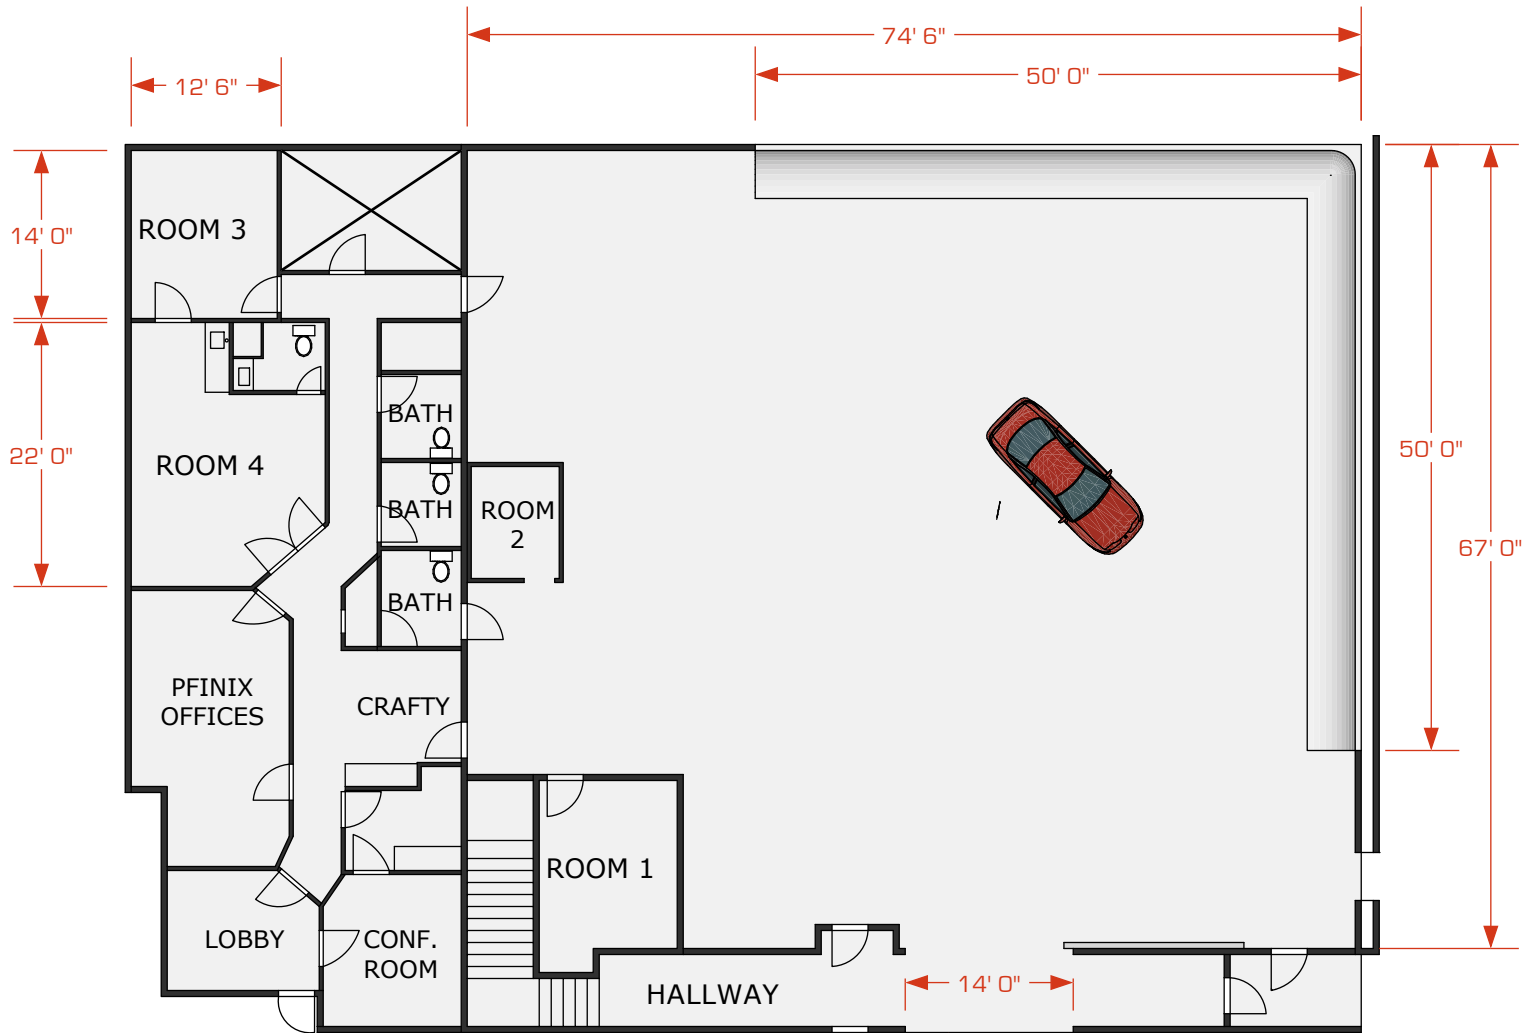 74' 6"
50' 0"
12' 6"
14' 0"
ROOM 3
22' 0"
ROOM 4
BATH
BATH
BATH
ROOM
2
50' 0"
67' 0"
PFINIX
OFFICES
CRAFTY
ROOM 1
LOBBY
CONF.
ROOM
HALLWAY
14' 0"